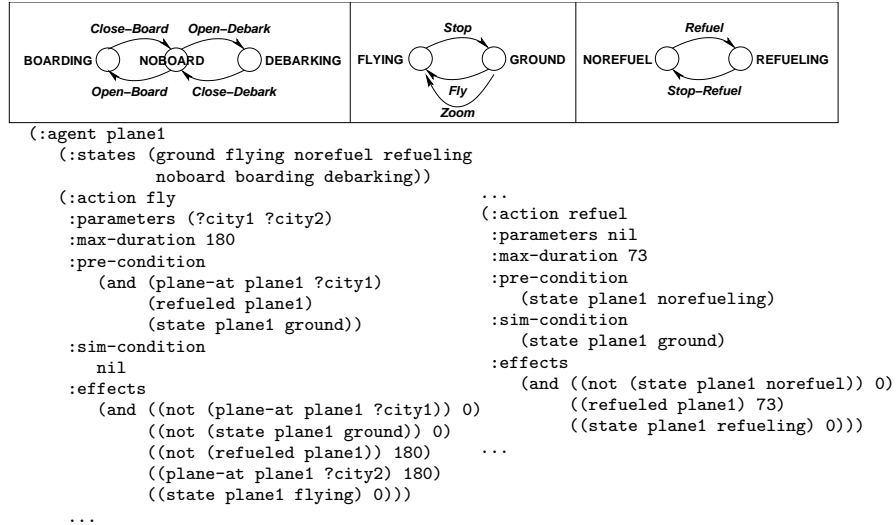 Close–Board
Open–Debark
BOARDING
NOBOARD
DEBARKING
Open–Board
Close–Debark
Stop
FLYING
GROUND
Fly
Zoom
Refuel
NOREFUEL
REFUELING
Stop–Refuel
(:agent plane1
(:states (ground flying norefuel refueling
noboard boarding debarking))
(:action fly
:parameters (?city1 ?city2)
:max-duration 180
:pre-condition
(and (plane-at plane1 ?city1)
(refueled plane1)
(state plane1 ground))
:sim-condition
nil
:effects
(and ((not (plane-at plane1 ?city1)) 0)
((not (state plane1 ground)) 0)
((not (refueled plane1)) 180)
((plane-at plane1 ?city2) 180)
((state plane1 flying) 0)))
...
...
(:action refuel
:parameters nil
:max-duration 73
:pre-condition
(state plane1 norefueling)
:sim-condition
(state plane1 ground)
:effects
(and ((not (state plane1 norefuel)) 0)
((refueled plane1) 73)
((state plane1 refueling) 0)))
...